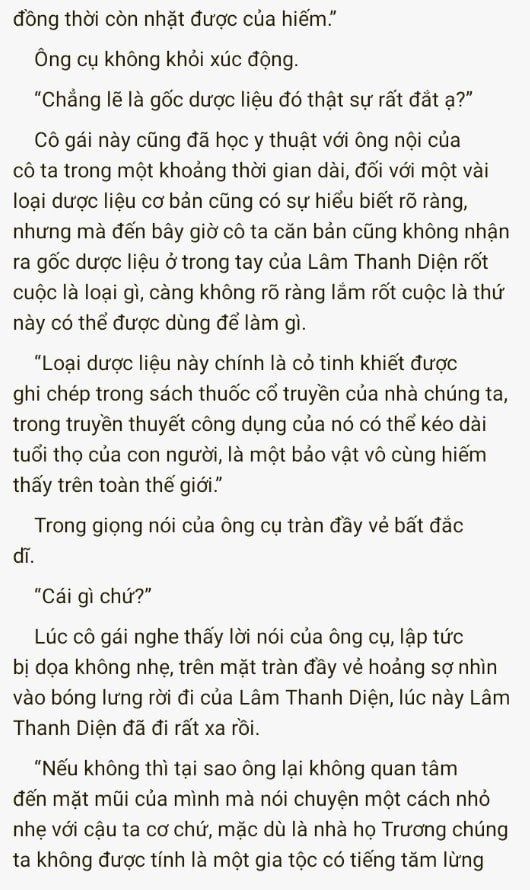 đồng thời còn nhặt được của hiếm.”
Ông cụ không khỏi xúc động.
“Chẳng lẽ là gốc dược liệu đó thật sự rất đắt ạ?”
Cô gái này cũng đã học y thuật với ông nội của
cô ta trong một khoảng thời gian dài, đối với một vài
loại dược liệu cơ bản cũng có sự hiểu biết rõ ràng,
nhưng mà đến bây giờ cô ta căn bản cũng không nhận
ra gốc dược liệu ở trong tay của Lâm Thanh Diện rốt
cuộc là loại gì, càng không rõ ràng lắm rốt cuộc là thứ
này có thể được dùng để làm gì.
“Loại dược liệu này chính là cỏ tinh khiết được
ghi chép trong sách thuốc cổ truyền của nhà chúng ta,
trong truyền thuyết công dụng của nó có thể kéo dài
tuổi thọ của con người, là một bảo vật vô cùng hiếm
thấy trên toàn thế giới.”
Trong giọng nói của ông cụ tràn đầy vẻ bất đắc
dĩ.
“Cái gì chứ?”
Lúc cô gái nghe thấy lời nói của ông cụ, lập tức
bị dọa không nhẹ, trên mặt tràn đầy vẻ hoảng sợ nhìn
vào bóng lưng rời đi của Lâm Thanh Diện, lúc này Lâm
Thanh Diện đã đi rất xa rồi.
“Nếu không thì tại sao ông lại không quan tâm
đến mặt mũi của mình mà nói chuyện một cách nhỏ
nhẹ với cậu ta cơ chứ, mặc dù là nhà họ Trương chúng
ta không được tính là một gia tộc có tiếng tăm lừng